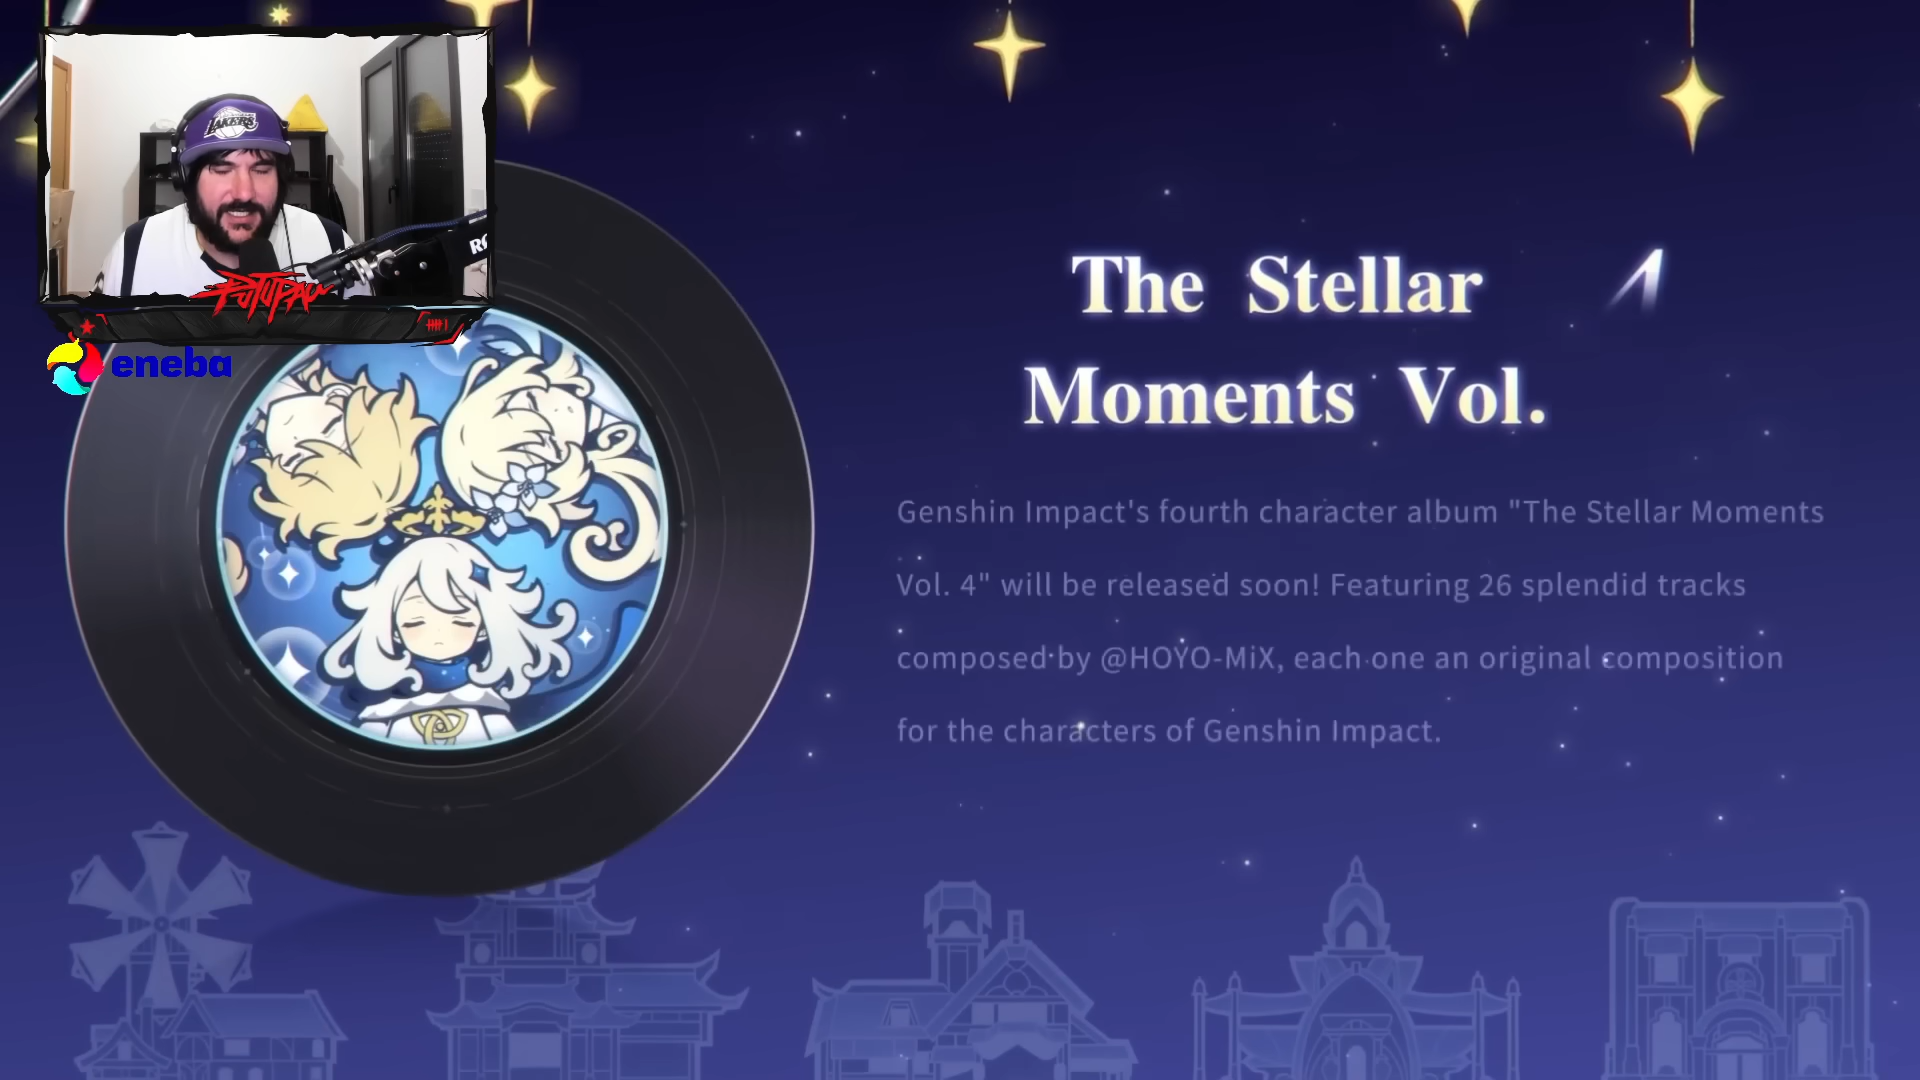 LAKERS
PUTUPAU
eneba
The Stellar
Moments Vol.
Genshin Impact's fourth character album "The Stellar Moments
Vol. 4" will be released soon! Featuring 26 splendid tracks
composed by @HOYO-MiX, each one an original composition
for the characters of Genshin Impact.